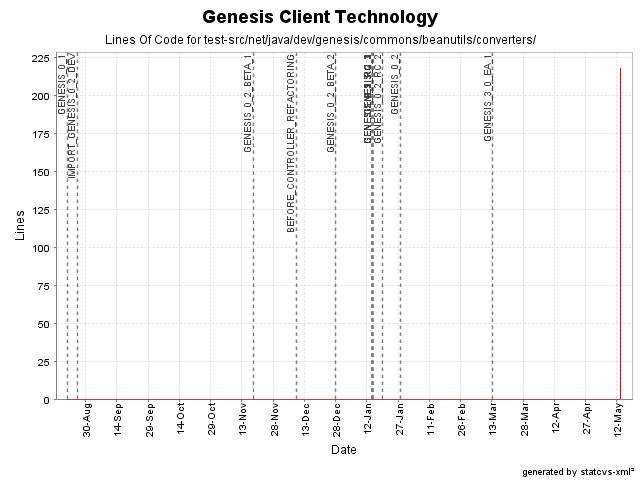 Genesis Client Technology
Lines Of Code for test-src/net/java/dev/genesis/commons/beanutils/converters/
Lines
225
200
175
150
125
100
75
50
25
0
GENESIS_0_1
IMPORT_GENESIS_0_2_DEV
GENESIS_0_2_BETA_1
BEFORE_CONTROLLER_REFACTORING
GENESIS_0_2_BETA_2
GENESIS_0_2_RC_2
GENESIS_0_2
GENESIS_3_0_EA_1
30-Aug
14-Sep
29-Sep
14-Oct
29-Oct
13-Nov
28-Nov
13-Dec
28-Dec
12-Jan
27-Jan
11-Feb
26-Feb
13-Mar
28-Mar
12-Apr
27-Apr
12-May
Date
generated by statcvs-xml²